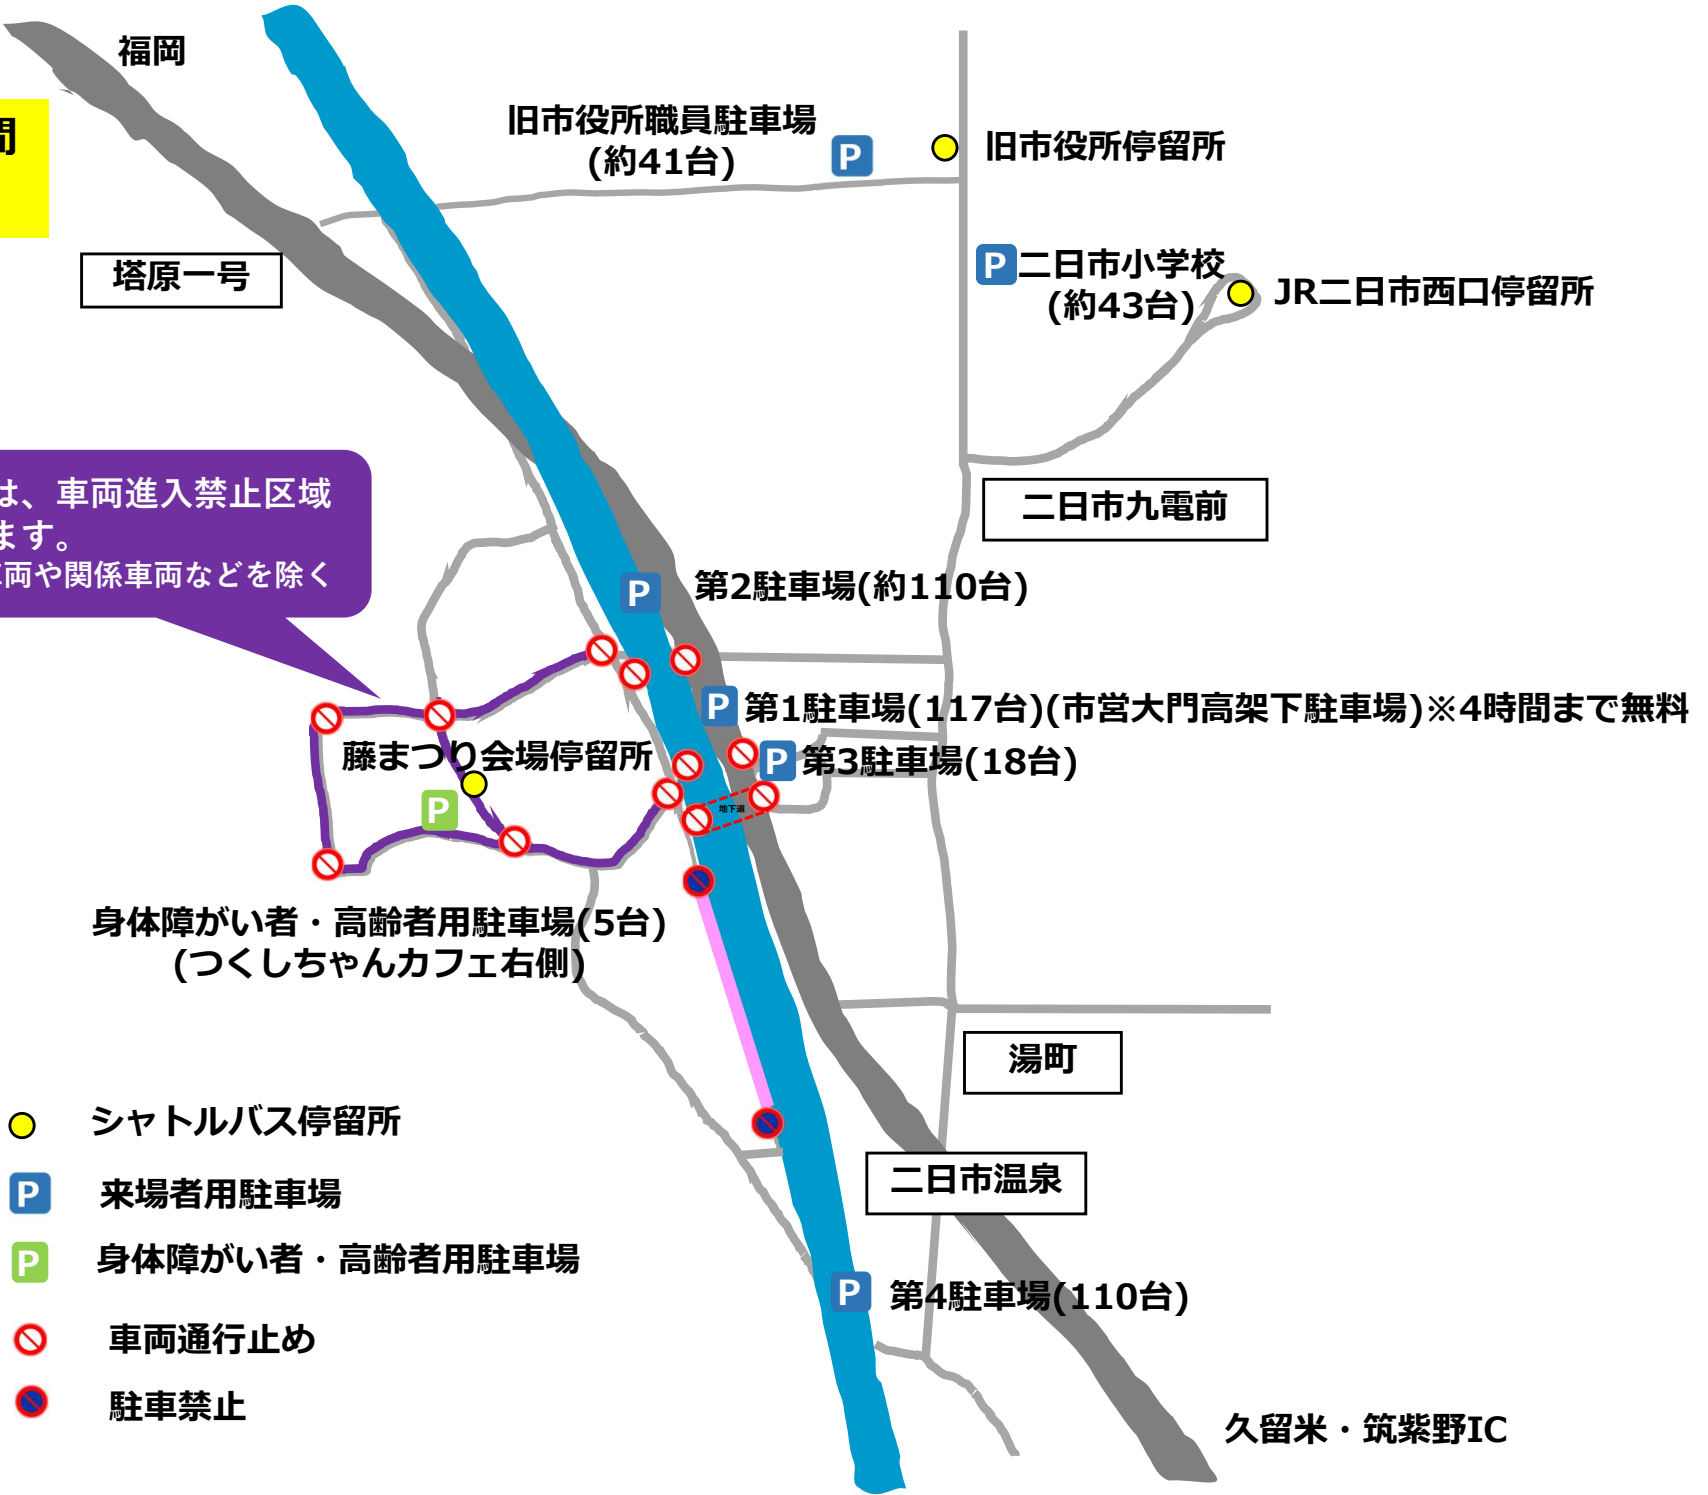 福岡
間
旧市役所職員駐車場
(約41台)
P
旧市役所停留所
塔原一号
P
二日市小学校
(約43台)
JR二日市西口停留所
は、車両進入禁止区域
ます。
車両や関係車両などを除く
二日市九電前
P
第2駐車場(約110台)
P
第1駐車場(117台)(市営大門高架下駐車場)※4時間まで無料
藤まつり会場停留所
P
第3駐車場(18台)
P
地下道
身体障がい者・高齢者用駐車場(5台)
(つくしちゃんカフェ右側)
湯町
シャトルバス停留所
二日市温泉
P
来場者用駐車場
P
身体障がい者・高齢者用駐車場
P
第4駐車場(110台)
車両通行止め
駐車禁止
久留米・筑紫野IC